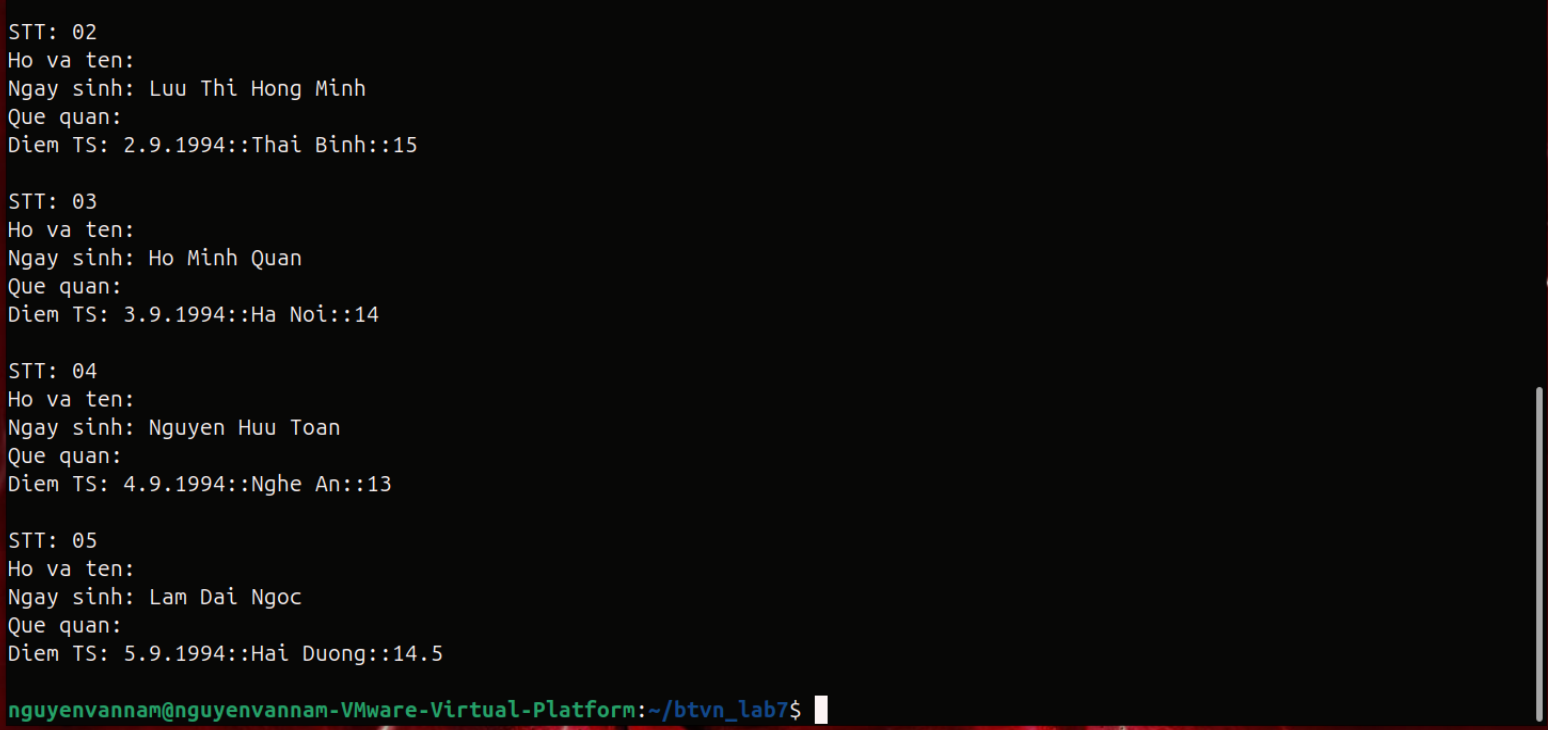 STT: 02
Ho va ten:
Ngay sinh: Luu Thi Hong Minh
Que quan:
Diem TS: 2.9.1994::Thai Binh::15
STT: 03
Ho va ten:
Ngay sinh: Ho Minh Quan
Que quan:
Diem TS: 3.9.1994::Ha Noi::14
STT: 04
Ho va ten:
Ngay sinh: Nguyen Huu Toan
Que quan:
Diem TS: 4.9.1994::Nghe An::13
STT: 05
Ho va ten:
Ngay sinh: Lam Dai Ngoc
Que quan:
Diem TS: 5.9.1994::Hai Duong::14.5
nguyenvannam@nguyenvannam-VMware-Virtual-Platform:~/btvn_lab7$